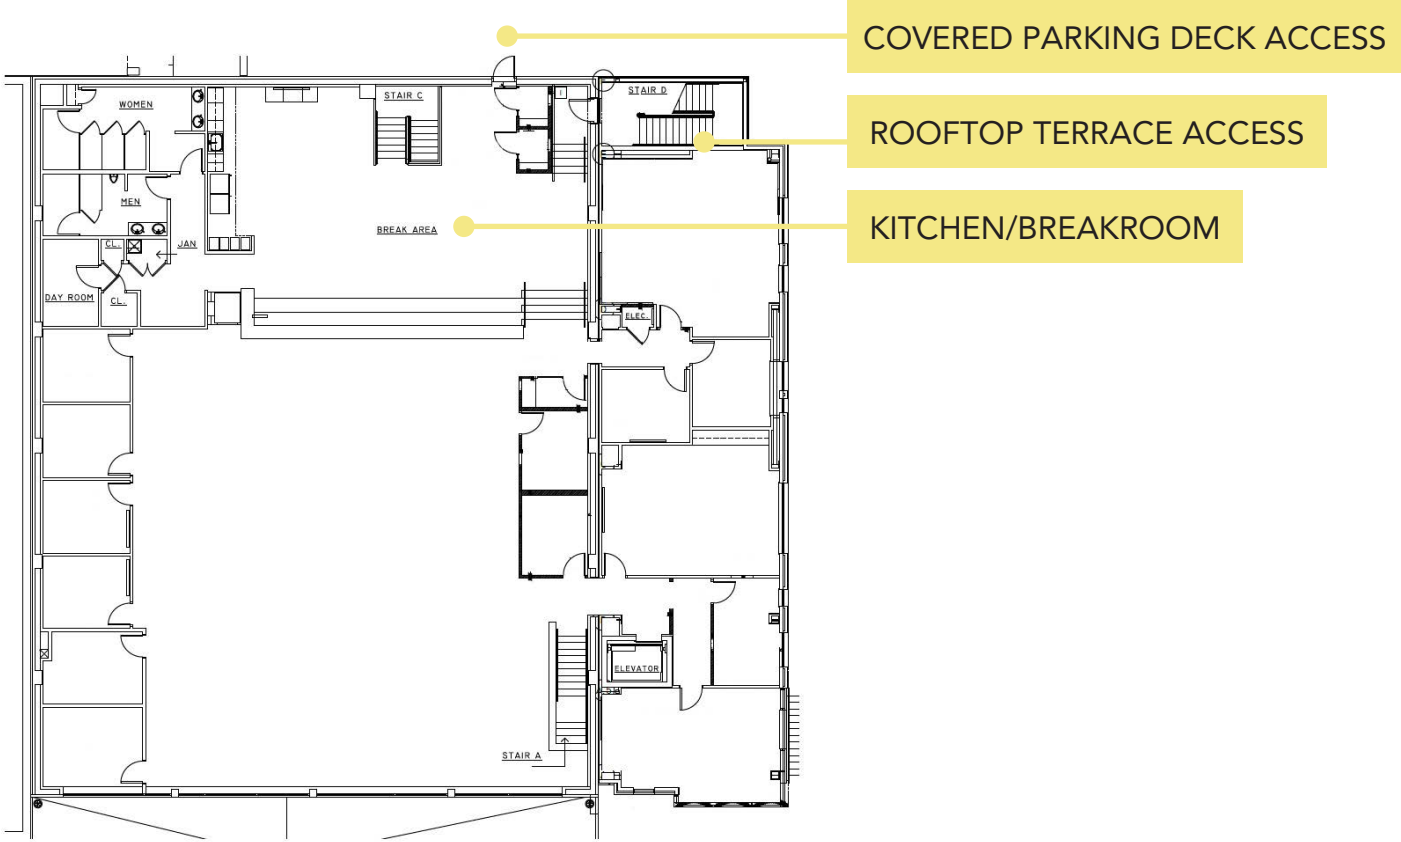 COVERED PARKING DECK ACCESS
STAIR D
STAIR C
WOMEN
ROOFTOP TERRACE ACCESS
MEN
KITCHEN/BREAKROOM
BREAK AREA
CL.
JAN
DAY ROOM
CL.
ELEC.
ELEVATOR
STAIR A